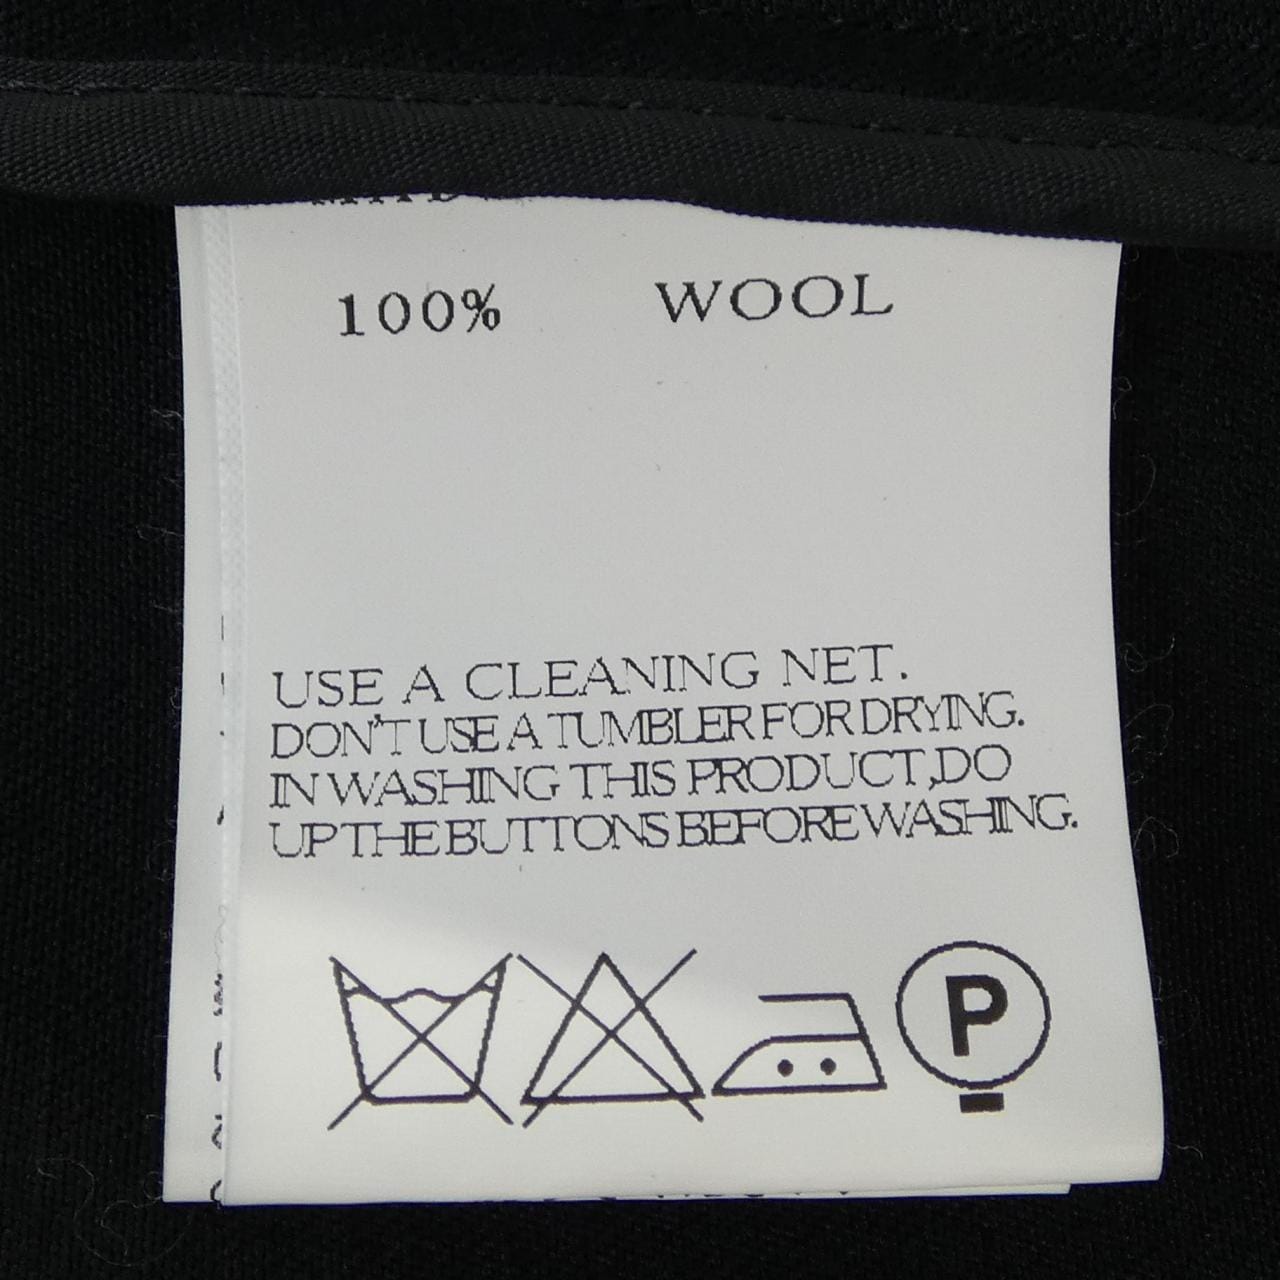 100% WOOL
USE A CLEANING NET.
DON'T USE A TUMBLER FOR DRYING.
IN WASHING THIS PRODUCT,DO
UP THE BUTTONS BEFORE WASHING.
P